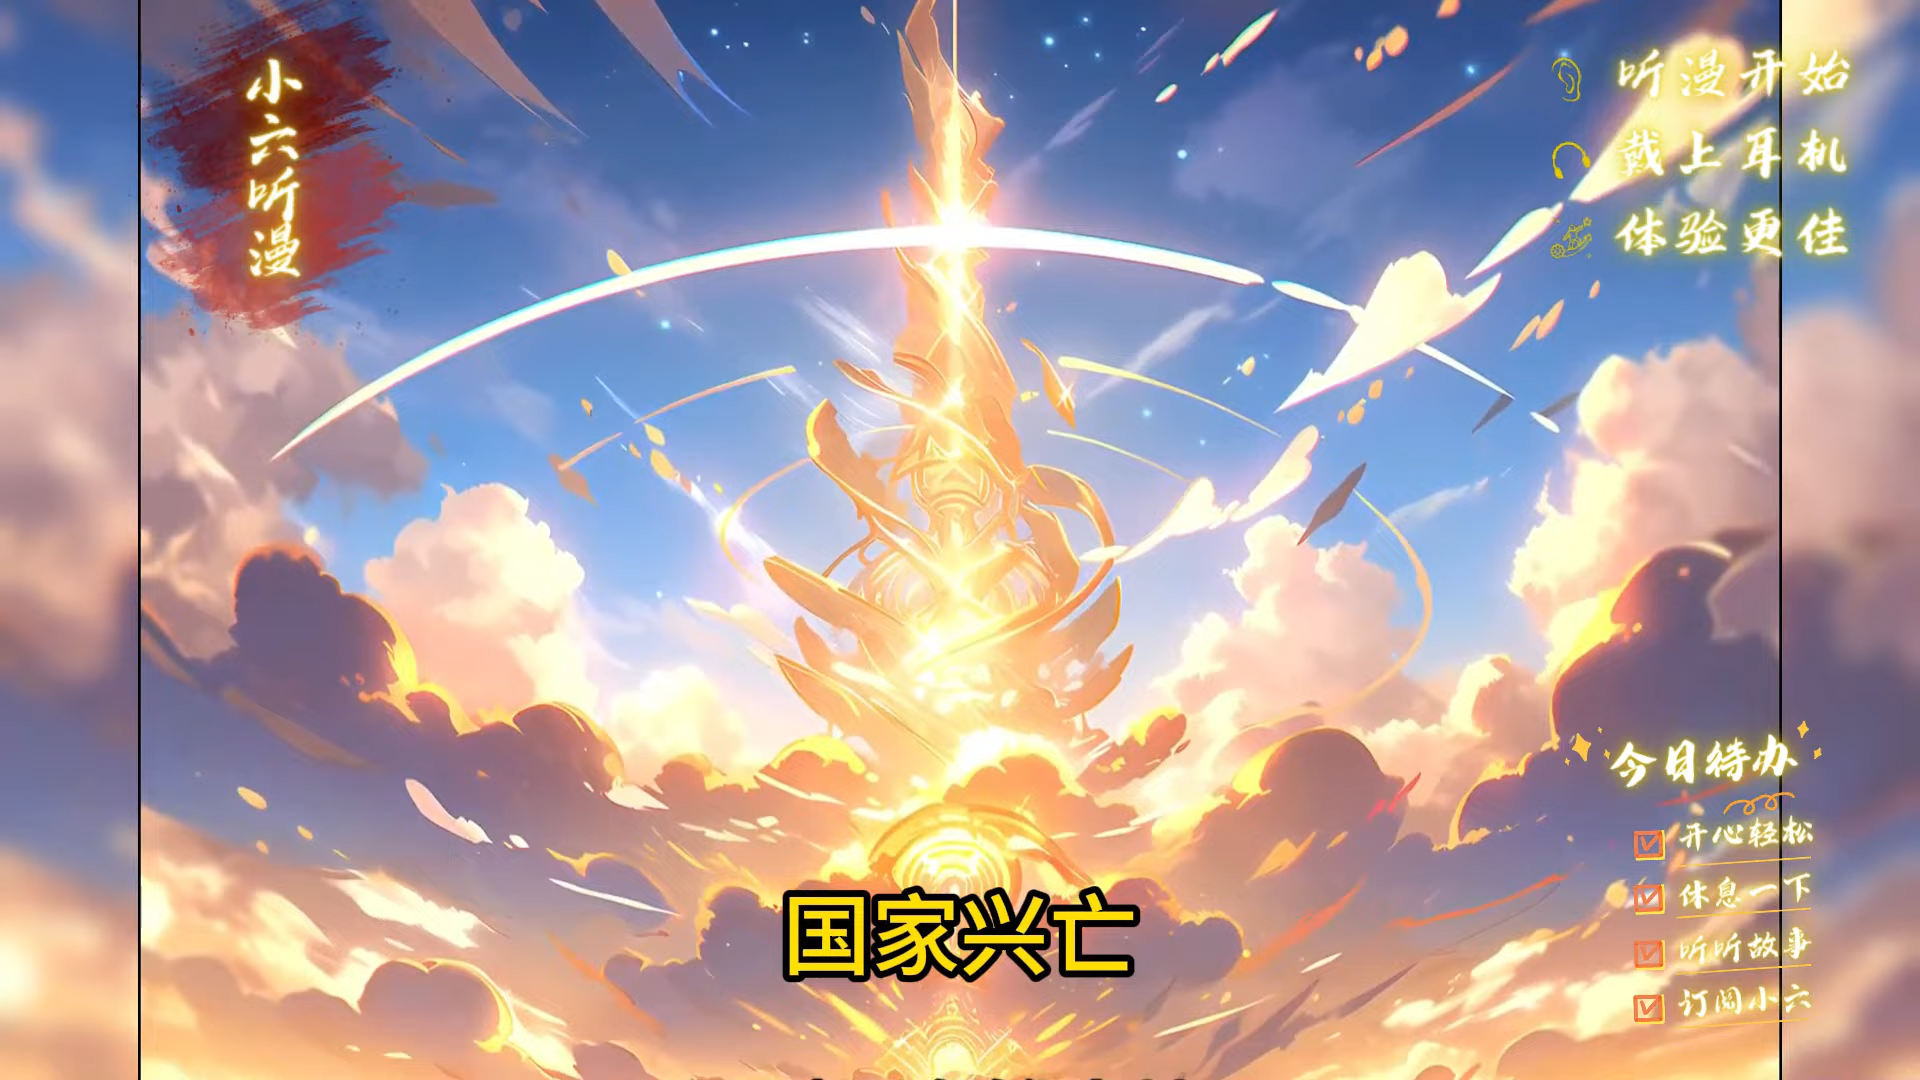 小六听漫
听漫开始
戴上耳机
体验更佳
今日待办
开心轻松
休息一下
听听故事
订阅小六
国家兴亡